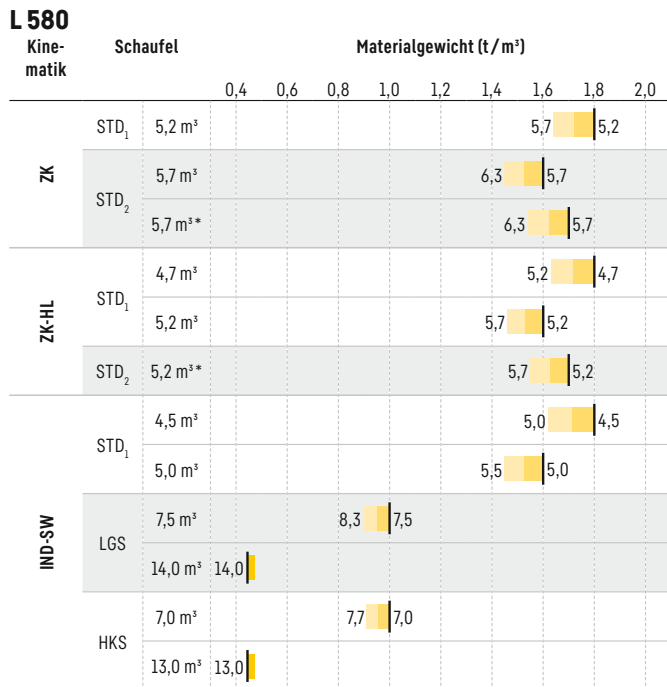 L 580
Kine-
matik
Schaufel
Materialgewicht (t / m³)
0,4 0,6 0,8 1,0 1,2 1,4 1,6 1,8 2,0
ZK
STD₁ 5,2 m³ 5,7 5,2
STD₂
5,7 m³ 6,3 5,7
5,7 m³* 6,3 5,7
ZK-HL
STD₁
4,7 m³ 5,2 4,7
5,2 m³ 5,7 5,2
STD₂ 5,2 m³* 5,7 5,2
IND-SW
STD₁
4,5 m³ 5,0 4,5
5,0 m³ 5,5 5,0
LGS
7,5 m³ 8,3 7,5
14,0 m³ 14,0
HKS
7,0 m³ 7,7 7,0
13,0 m³ 13,0